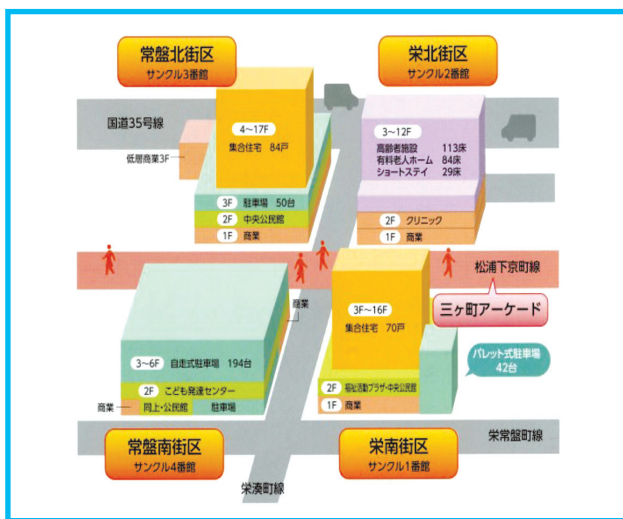 常盤北街区
サンクル3番館
栄北街区
サンクル2番館
国道35号線
4〜17F
集合住宅 84戸
低層商業3F
3〜12F
高齢者施設 113床
有料老人ホーム 84床
ショートステイ 29床
3F 駐車場 50台
2F 中央公民館
1F 商業
2F クリニック
1F 商業
松浦下京町線
三ヶ町アーケード
商業
3F〜16F
集合住宅 70戸
3〜6F 自走式駐車場 194台
パレット式駐車場
42台
2F こども発達センター
2F 福祉活動プラザ・中央公民館
商業 同上・公民館 駐車場
1F 商業
常盤南街区
サンクル4番館
栄南街区
サンクル1番館
栄常盤町線
栄湊町線